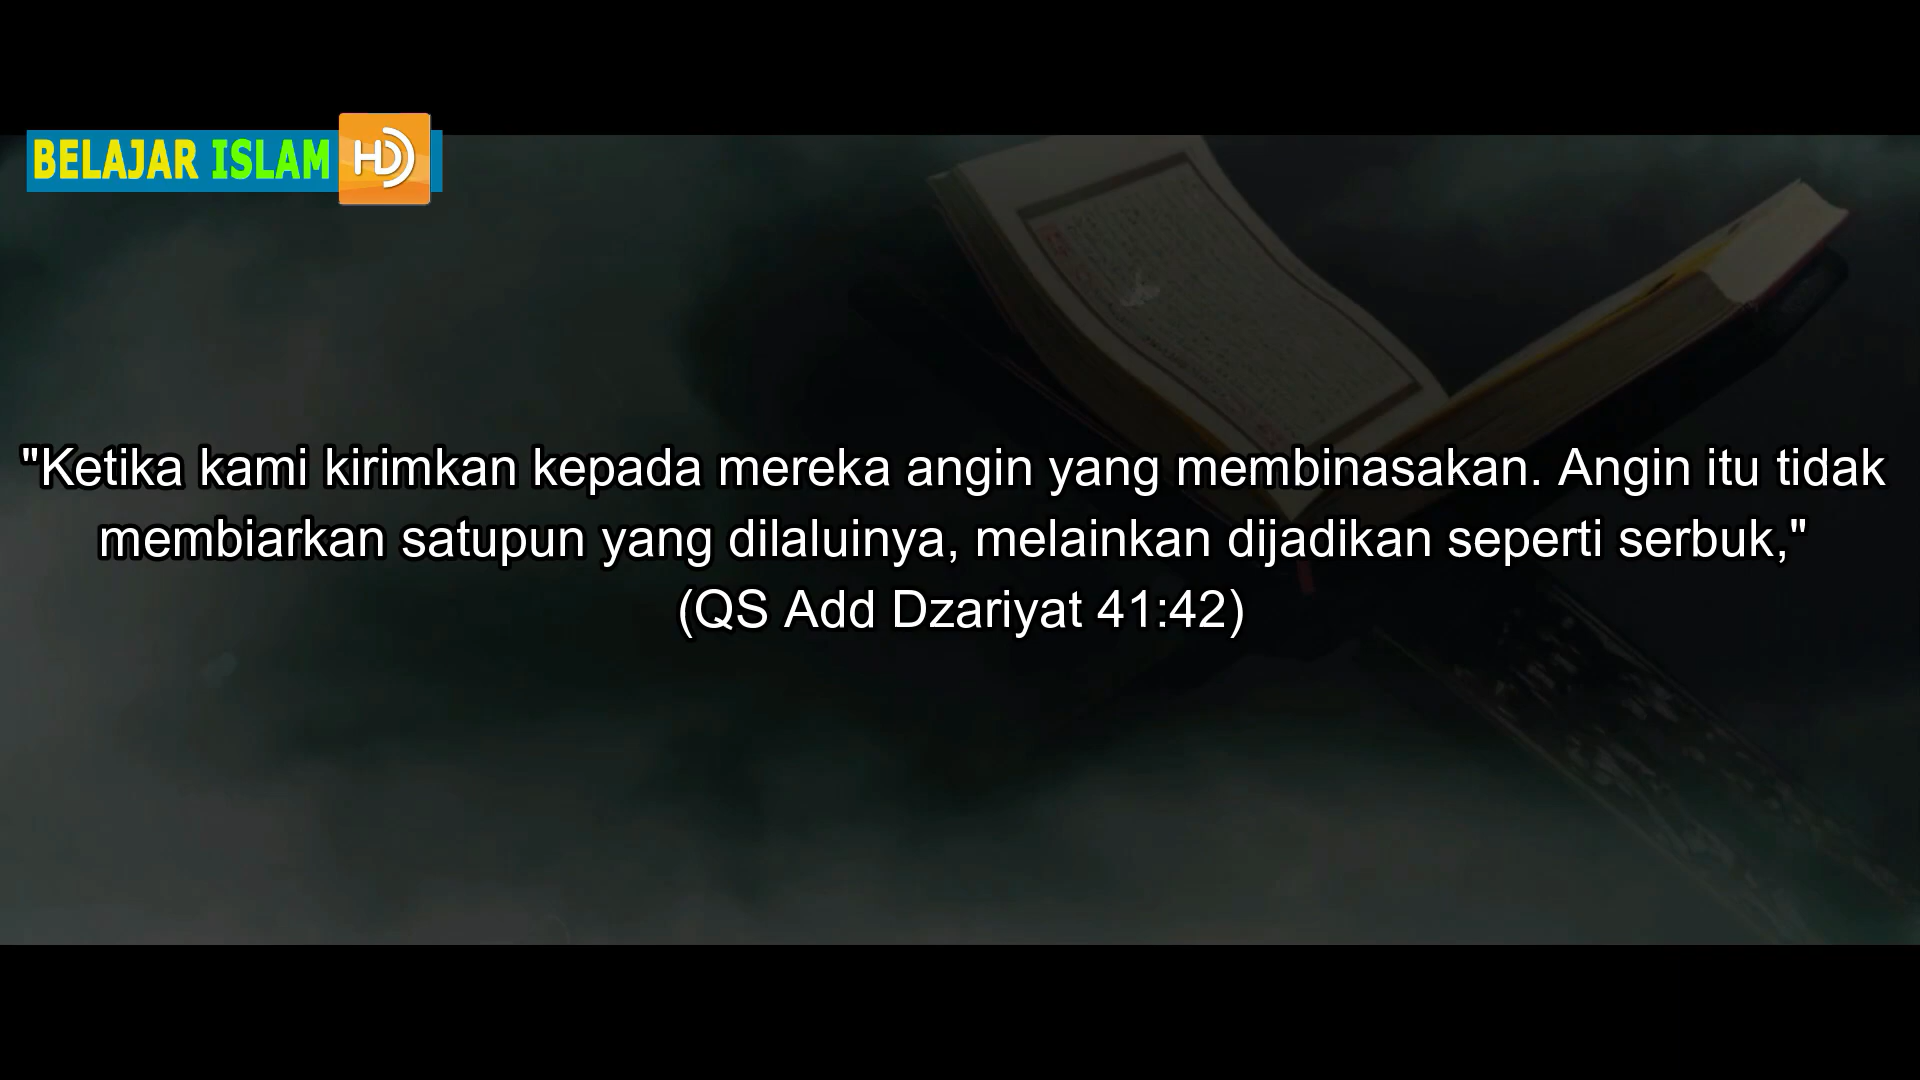 BELAJAR ISLAM HD
"Ketika kami kirimkan kepada mereka angin yang membinasakan. Angin itu tidak
membiarkan satupun yang dilaluinya, melainkan dijadikan seperti serbuk,"
(QS Add Dzariyat 41:42)